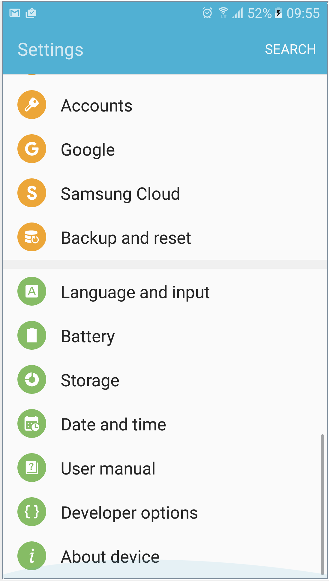 52% 09:55
Settings SEARCH
Accounts
G Google
S Samsung Cloud
Backup and reset
A Language and input
Battery
Storage
Date and time
? User manual
{ } Developer options
i About device